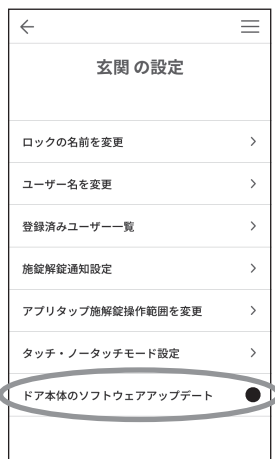 玄関 の設定
ロックの名前を変更
ユーザー名を変更
登録済みユーザー一覧
施錠解錠通知設定
アプリタップ施解錠操作範囲を変更
タッチ・ノータッチモード設定
ドア本体のソフトウェアアップデート